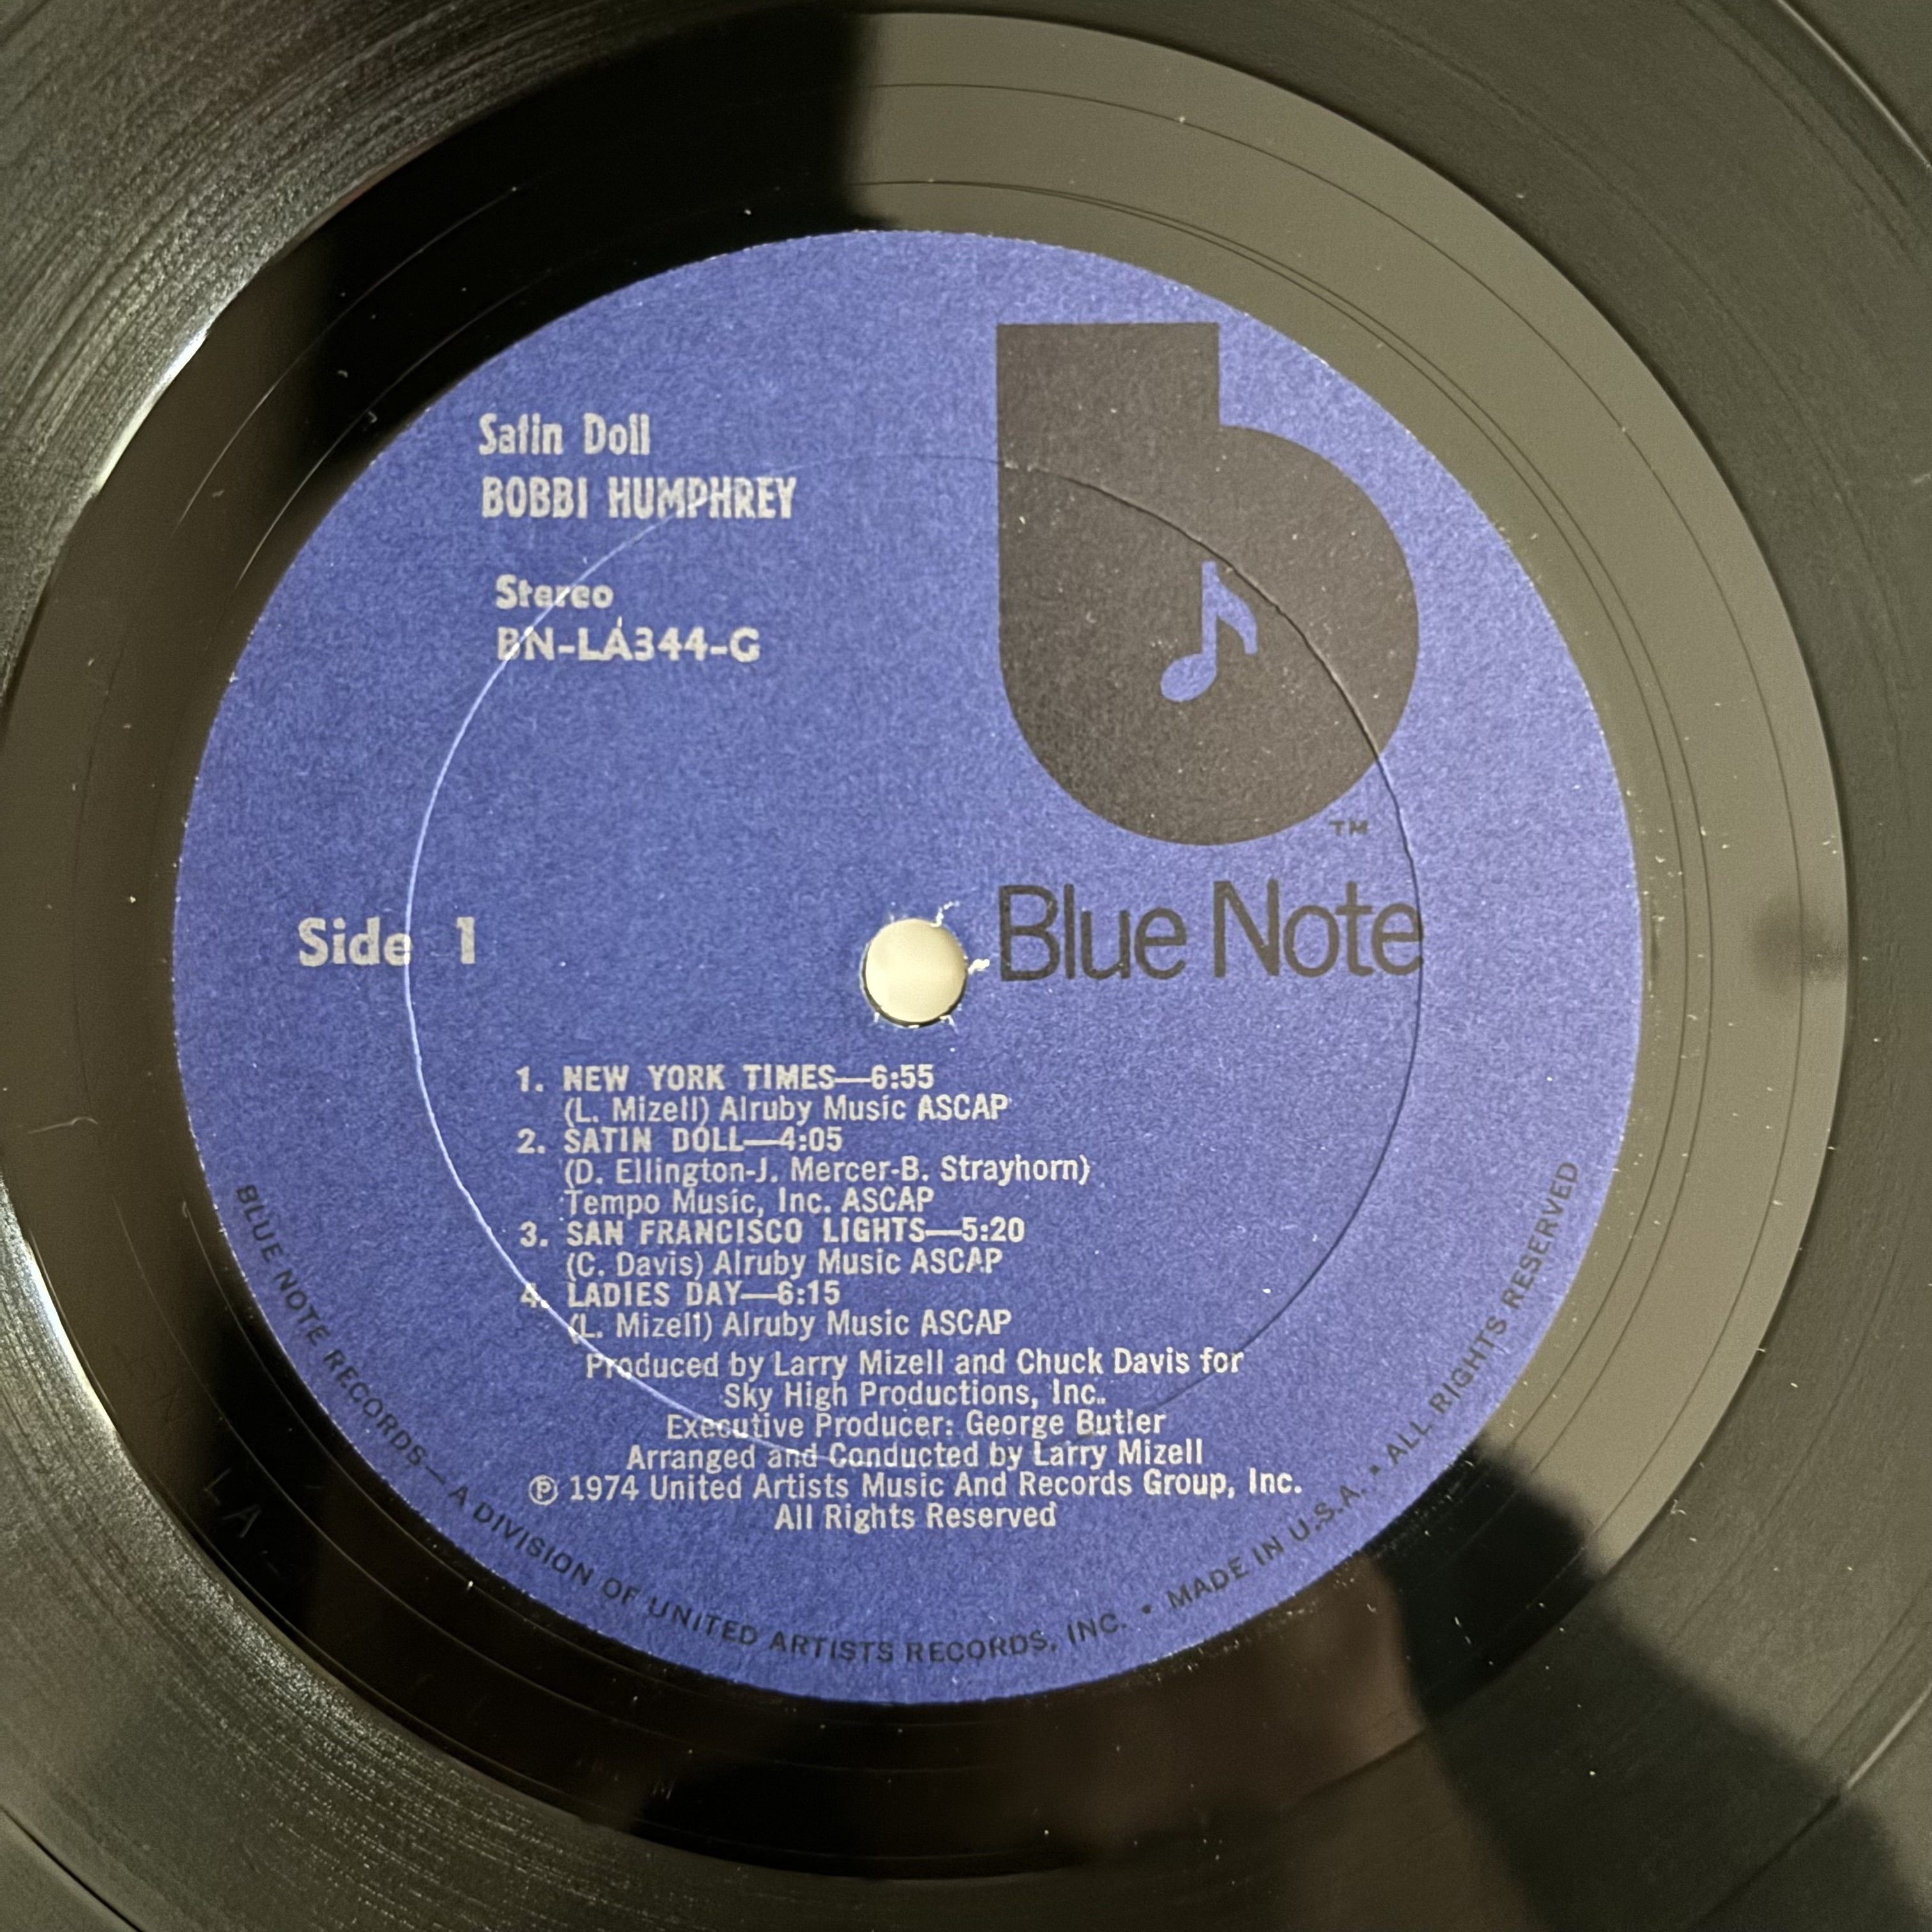 Satin Doll
BOBBI HUMPHREY
Stereo
BN-LA344-G
TM
Blue Note
Side 1
1. NEW YORK TIMES—6:55
(L. Mizell) Alruby Music ASCAP
2. SATIN DOLL—4:05
(D. Ellington-J. Mercer-B. Strayhorn)
Tempo Music, Inc. ASCAP
3. SAN FRANCISCO LIGHTS—5:20
(C. Davis) Alruby Music ASCAP
4. LADIES DAY—6:15
(L. Mizell) Alruby Music ASCAP
Produced by Larry Mizell and Chuck Davis for
Sky High Productions, Inc.
Executive Producer: George Butler
Arranged and Conducted by Larry Mizell
℗ 1974 United Artists Music And Records Group, Inc.
All Rights Reserved
BLUE NOTE RECORDS—A DIVISION OF UNITED ARTISTS RECORDS, INC. • MADE IN U.S.A. • ALL RIGHTS RESERVED
LA